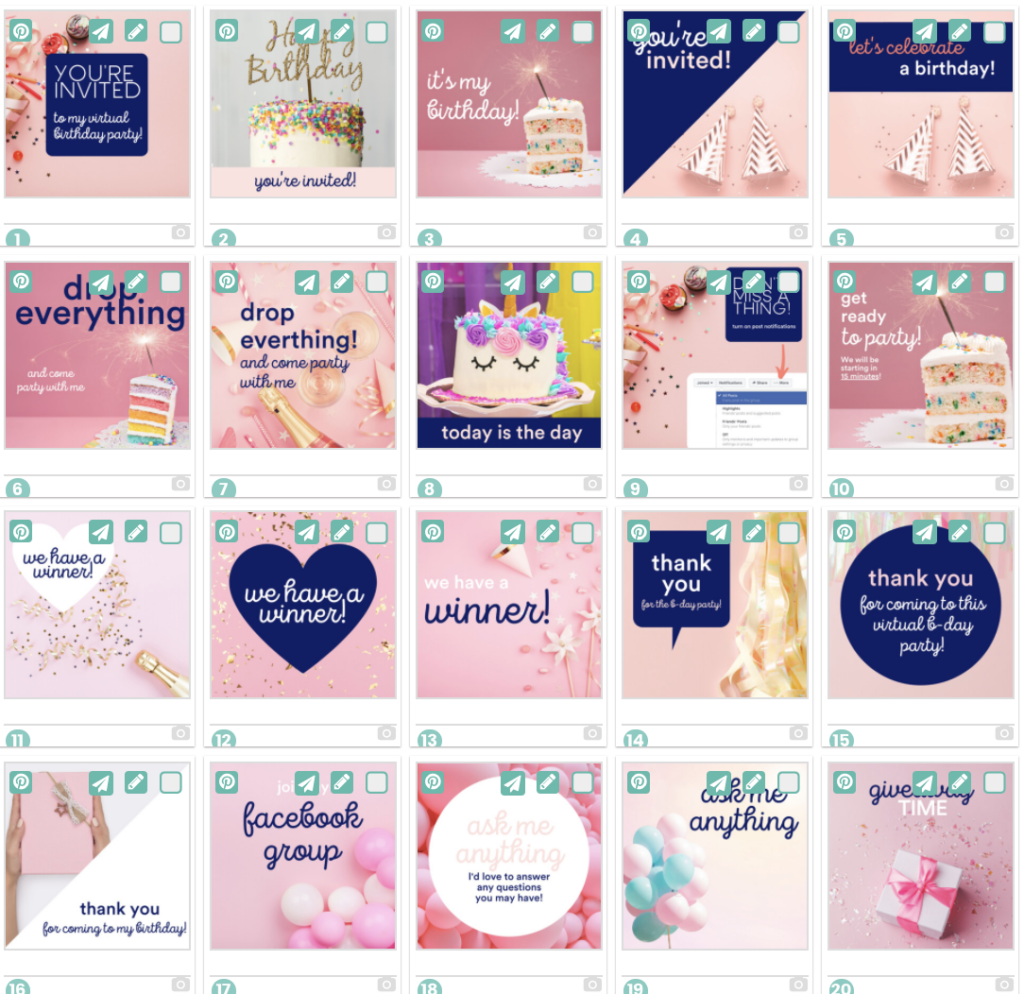 YOU'RE
INVITED
to my virtual
birthday party!
1
Happy
Birthday
you're invited!
2
it's my
birthday!
3
you're
invited!
4
let's celebrate
a birthday!
5
drop
everything
and come
party with me
6
drop
everthing!
and come party
with me
7
today is the day
8
DON'T
MISS A
THING!
turn on post notifications
Joined
Notifications
Share
More
All Posts
Highlights
Friends' Posts
Off
9
get
ready
to party!
We will be
starting in
15 minutes!
10
we have a
winner!
11
we have a
winner!
12
we have a
winner!
13
thank
you
for the b-day party!
14
thank you
for coming to this
virtual b-day
party!
15
thank you
for coming to my birthday!
16
join my
facebook
group
17
ask me
anything
I'd love to answer
any questions
you may have!
18
ask me
anything
19
giveaway
TIME
20